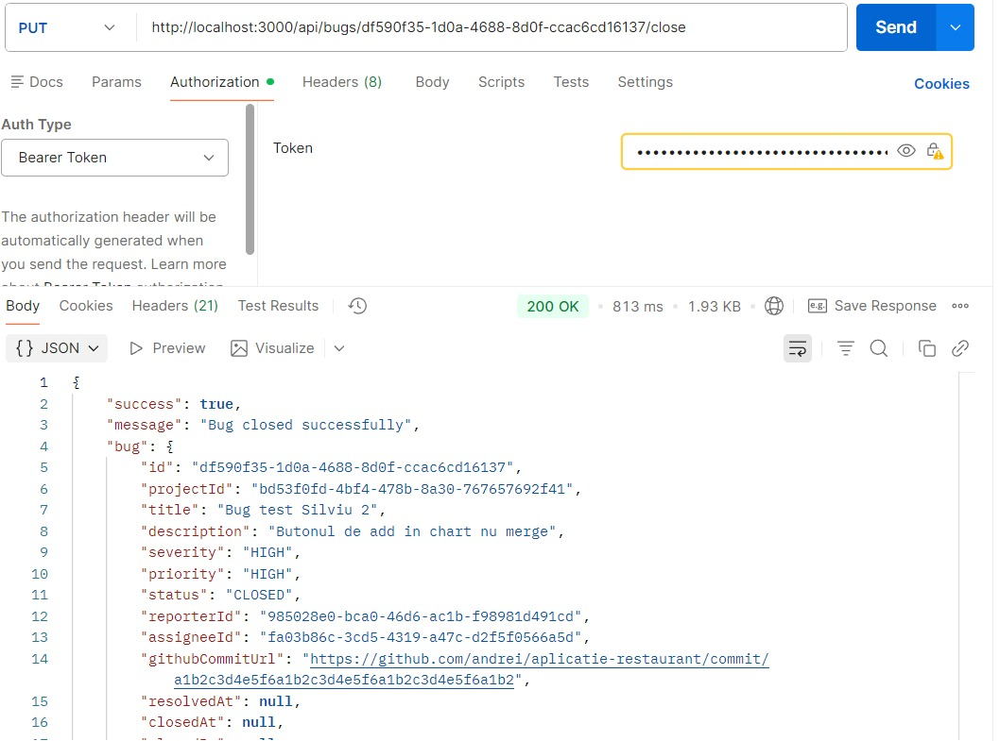 PUT
http://localhost:3000/api/bugs/df590f35-1d0a-4688-8d0f-ccac6cd16137/close
Send
Docs Params Authorization Headers (8) Body Scripts Tests Settings Cookies
Auth Type
Bearer Token
Token
The authorization header will be
automatically generated when
you send the request. Learn more
about Bearer Token authorization
Body Cookies Headers (21) Test Results 200 OK 813 ms 1.93 KB e.g. Save Response
{} JSON Preview Visualize
1 {
2 "success": true,
3 "message": "Bug closed successfully",
4 "bug": {
5 "id": "df590f35-1d0a-4688-8d0f-ccac6cd16137",
6 "projectId": "bd53f0fd-4bf4-478b-8a30-767657692f41",
7 "title": "Bug test Silviu 2",
8 "description": "Butonul de add in chart nu merge",
9 "severity": "HIGH",
10 "priority": "HIGH",
11 "status": "CLOSED",
12 "reporterId": "985028e0-bca0-46d6-ac1b-f98981d491cd",
13 "assigneeId": "fa03b86c-3cd5-4319-a47c-d2f5f0566a5d",
14 "githubCommitUrl": "https://github.com/andrei/aplicatie-restaurant/commit/
a1b2c3d4e5f6a1b2c3d4e5f6a1b2c3d4e5f6a1b2",
15 "resolvedAt": null,
16 "closedAt": null,